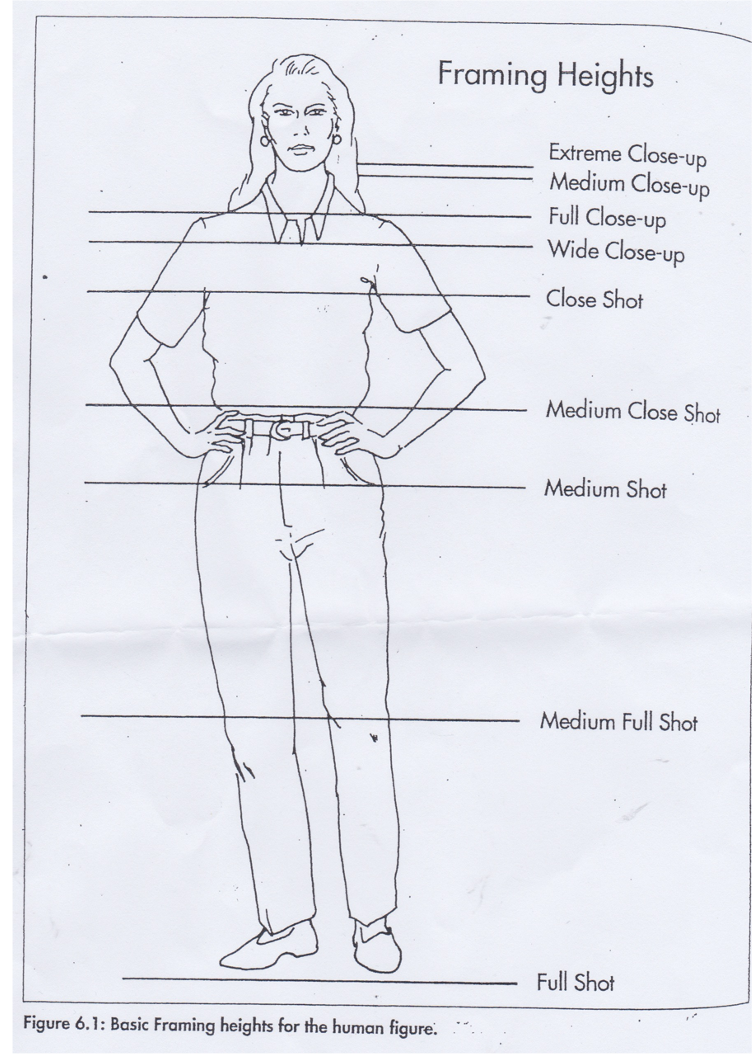 Framing Heights
Extreme Close-up
Medium Close-up
Full Close-up
Wide Close-up
Close Shot
Medium Close Shot
Medium Shot
Medium Full Shot
Full Shot
Figure 6.1: Basic Framing heights for the human figure.